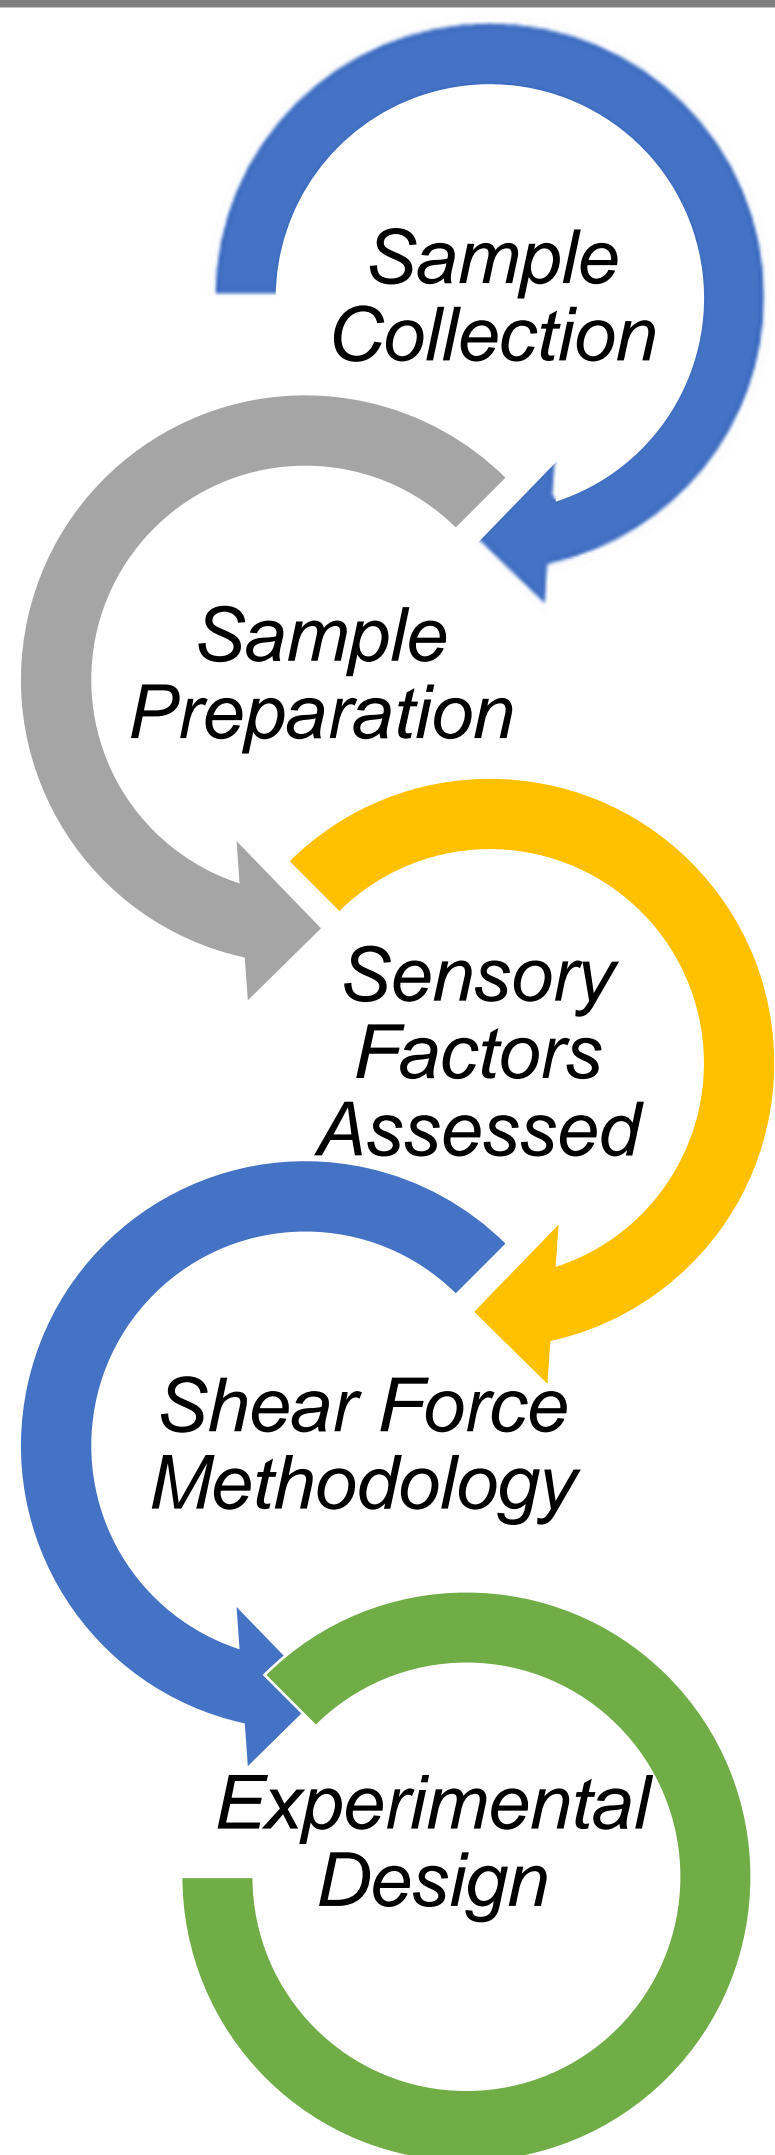 Sample
Collection
Sample
Preparation
Sensory
Factors
Assessed
Shear Force
Methodology
Experimental
Design